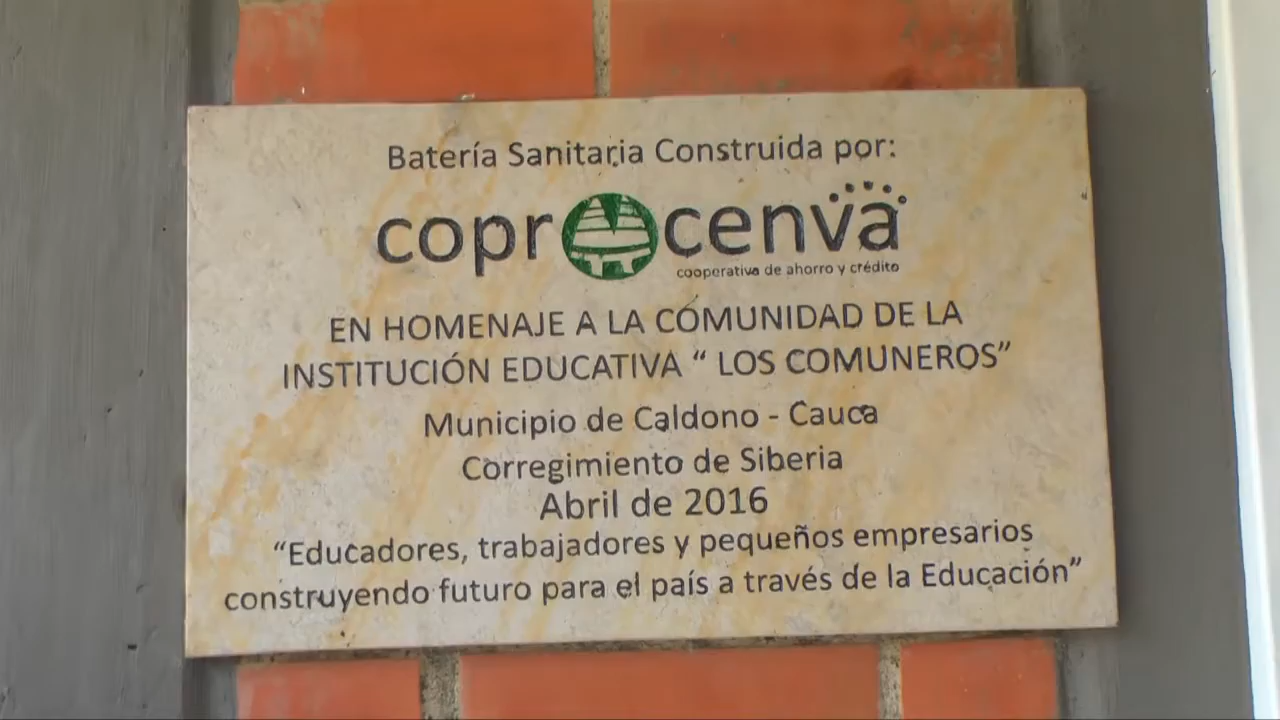 Batería Sanitaria Construida por:
coprocenva
cooperativa de ahorro y crédito
EN HOMENAJE A LA COMUNIDAD DE LA
INSTITUCIÓN EDUCATIVA “ LOS COMUNEROS”
Municipio de Caldono - Cauca
Corregimiento de Siberia
Abril de 2016
“Educadores, trabajadores y pequeños empresarios
construyendo futuro para el país a través de la Educación”